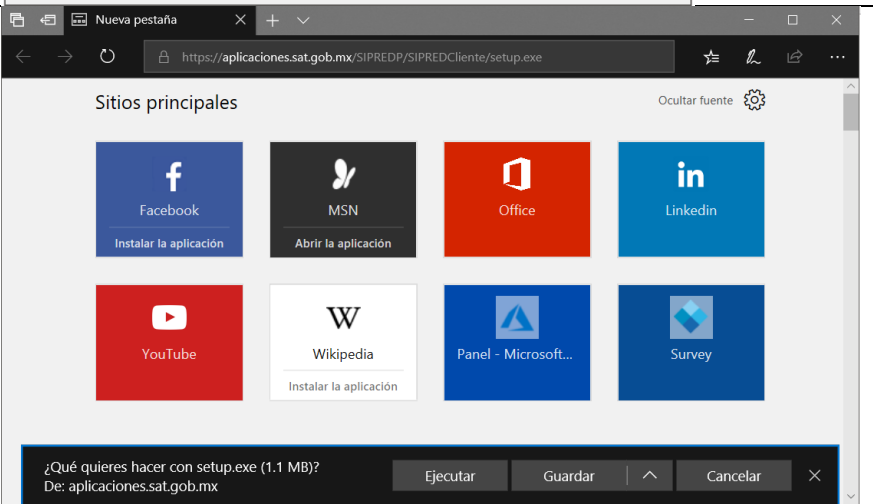 Nueva pestaña
https://aplicaciones.sat.gob.mx/SIPREDP/SIPREDCliente/setup.exe
Sitios principales
Ocultar fuente
Facebook
Instalar la aplicación
MSN
Abrir la aplicación
Office
Linkedin
YouTube
Wikipedia
Instalar la aplicación
Panel - Microsoft...
Survey
¿Qué quieres hacer con setup.exe (1.1 MB)?
De: aplicaciones.sat.gob.mx
Ejecutar
Guardar
Cancelar